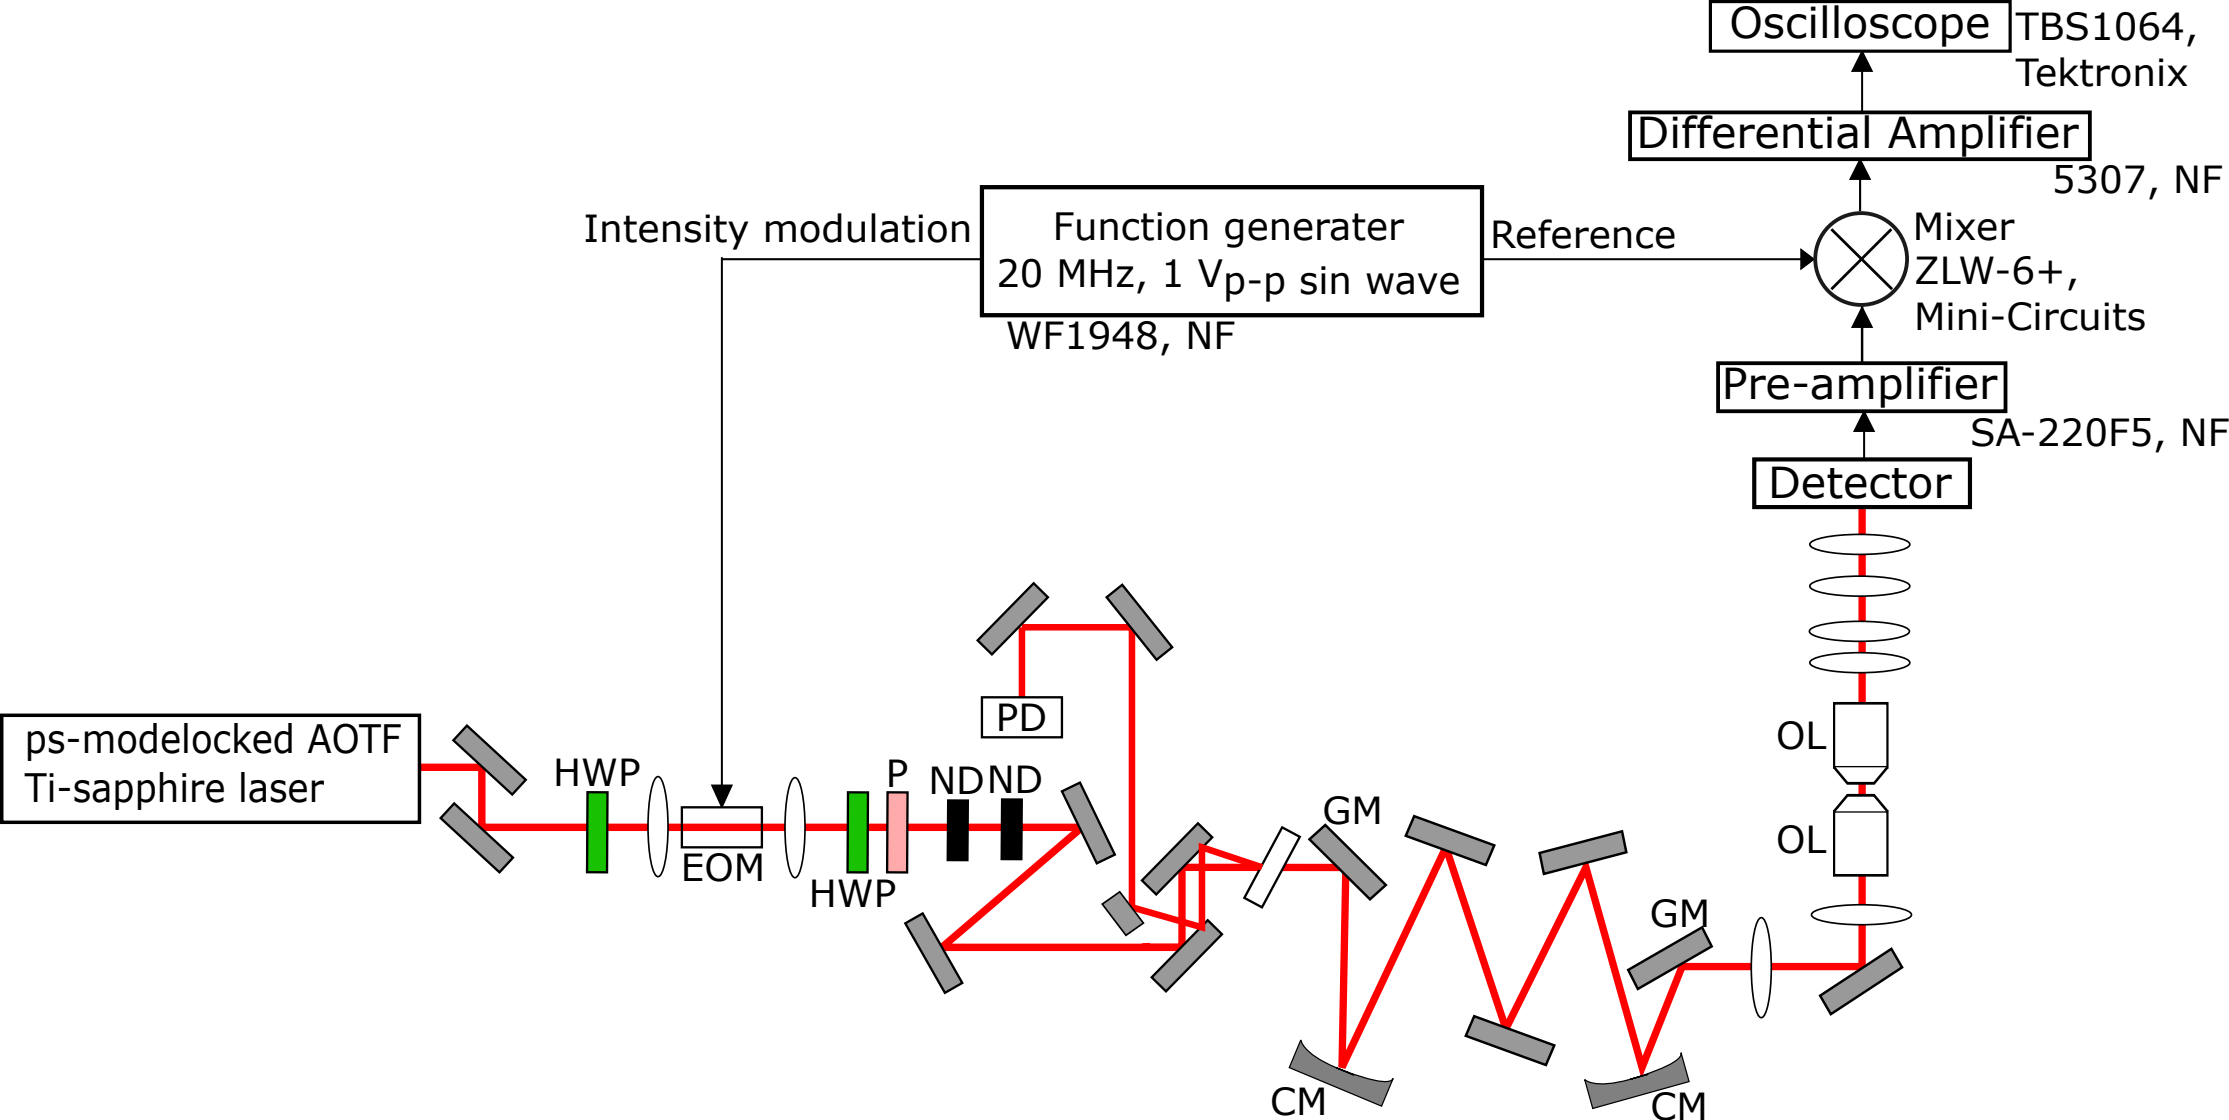 Oscilloscope
TBS1064,
Tektronix
Differential Amplifier
5307, NF
Intensity modulation
Function generater
20 MHz, 1 Vp-p sin wave
WF1948, NF
Reference
Mixer
ZLW-6+,
Mini-Circuits
Pre-amplifier
SA-220F5, NF
Detector
PD
ps-modelocked AOTF
Ti-sapphire laser
HWP
EOM
HWP
P
ND
ND
GM
OL
OL
GM
CM
CM